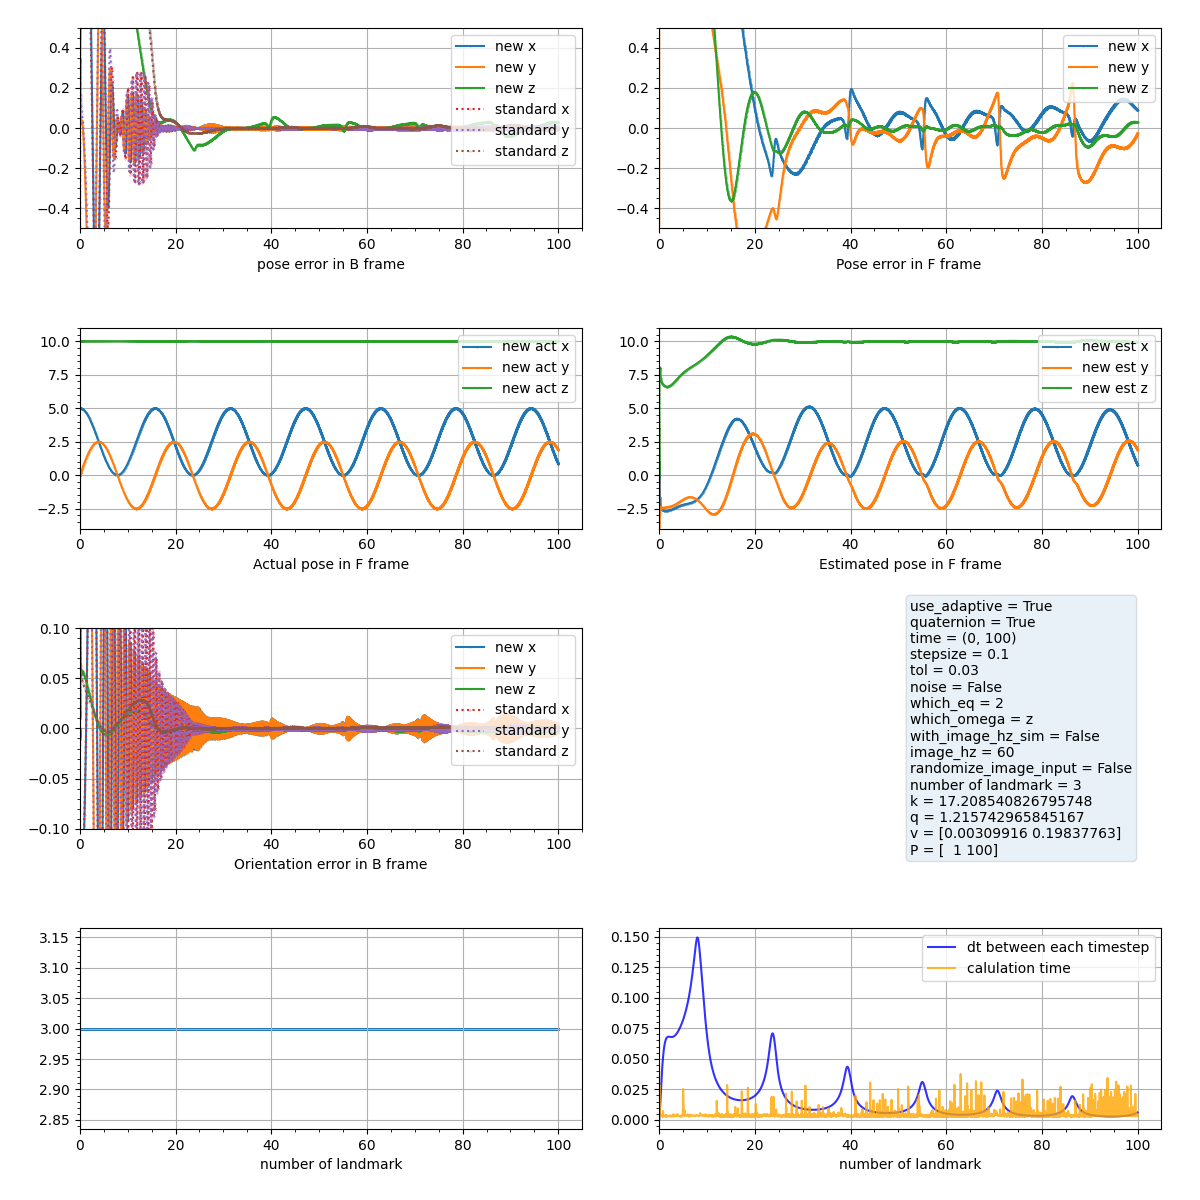 0.4
0.2
0.0
−0.2
−0.4
0 20 40 60 80 100
pose error in B frame
new x
new y
new z
standard x
standard y
standard z
0.4
0.2
0.0
−0.2
−0.4
0 20 40 60 80 100
Pose error in F frame
new x
new y
new z
10.0
7.5
5.0
2.5
0.0
−2.5
0 20 40 60 80 100
Actual pose in F frame
new act x
new act y
new act z
10.0
7.5
5.0
2.5
0.0
−2.5
0 20 40 60 80 100
Estimated pose in F frame
new est x
new est y
new est z
0.10
0.05
0.00
−0.05
−0.10
0 20 40 60 80 100
Orientation error in B frame
new x
new y
new z
standard x
standard y
standard z
use_adaptive = True
quaternion = True
time = (0, 100)
stepsize = 0.1
tol = 0.03
noise = False
which_eq = 2
which_omega = z
with_image_hz_sim = False
image_hz = 60
randomize_image_input = False
number of landmark = 3
k = 17.208540826795748
q = 1.215742965845167
v = [0.00309916 0.19837763]
P = [  1 100]
3.15
3.10
3.05
3.00
2.95
2.90
2.85
0 20 40 60 80 100
number of landmark
0.150
0.125
0.100
0.075
0.050
0.025
0.000
0 20 40 60 80 100
number of landmark
dt between each timestep
calulation time